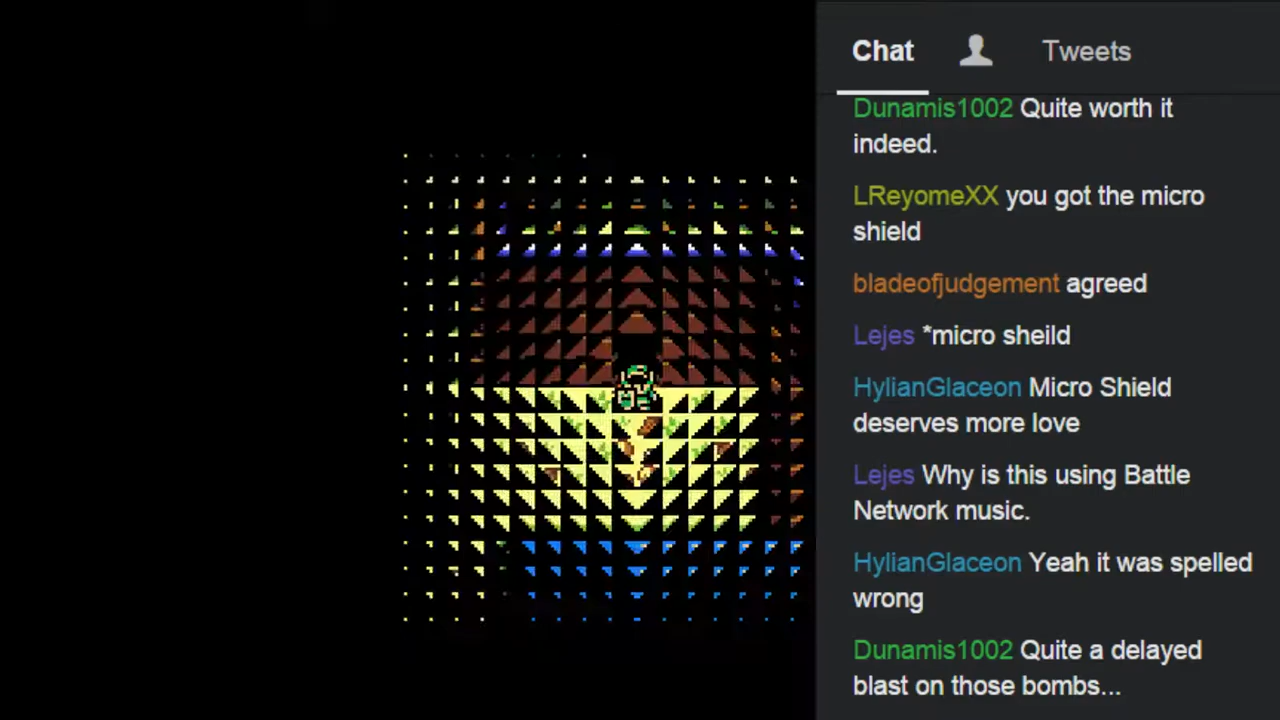 Chat
Tweets
Dunamis1002 Quite worth it
indeed.
LReyomeXX you got the micro
shield
bladeofjudgement agreed
Lejes *micro sheild
HylianGlaceon Micro Shield
deserves more love
Lejes Why is this using Battle
Network music.
HylianGlaceon Yeah it was spelled
wrong
Dunamis1002 Quite a delayed
blast on those bombs...